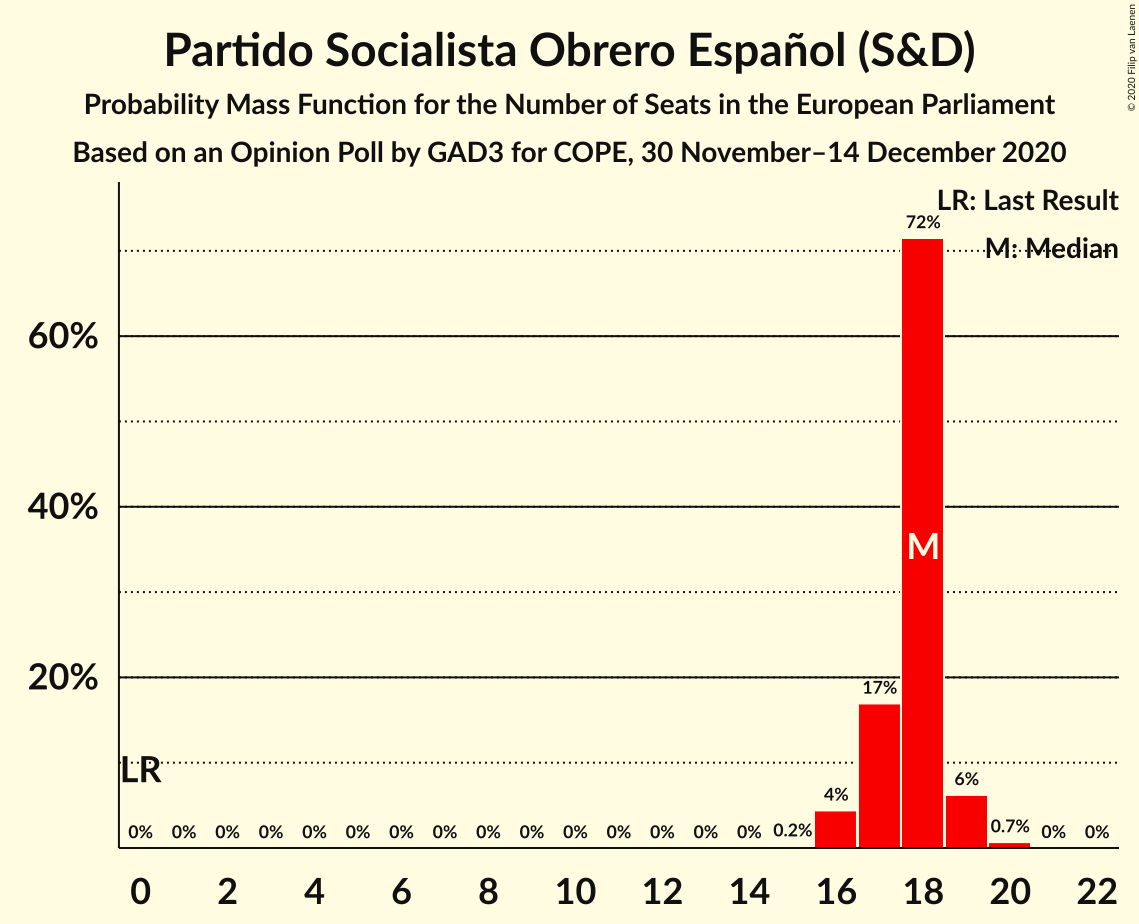 Partido Socialista Obrero Español (S&D)
Probability Mass Function for the Number of Seats in the European Parliament
Based on an Opinion Poll by GAD3 for COPE, 30 November–14 December 2020
© 2020 Filip van Laenen
LR: Last Result
M: Median
72%
60%
40%
M
20%
17%
LR
4%
6%
0% 0% 0% 0% 0% 0% 0% 0% 0% 0% 0% 0% 0% 0% 0% 0.2% 0.7% 0% 0%
0 2 4 6 8 10 12 14 16 18 20 22